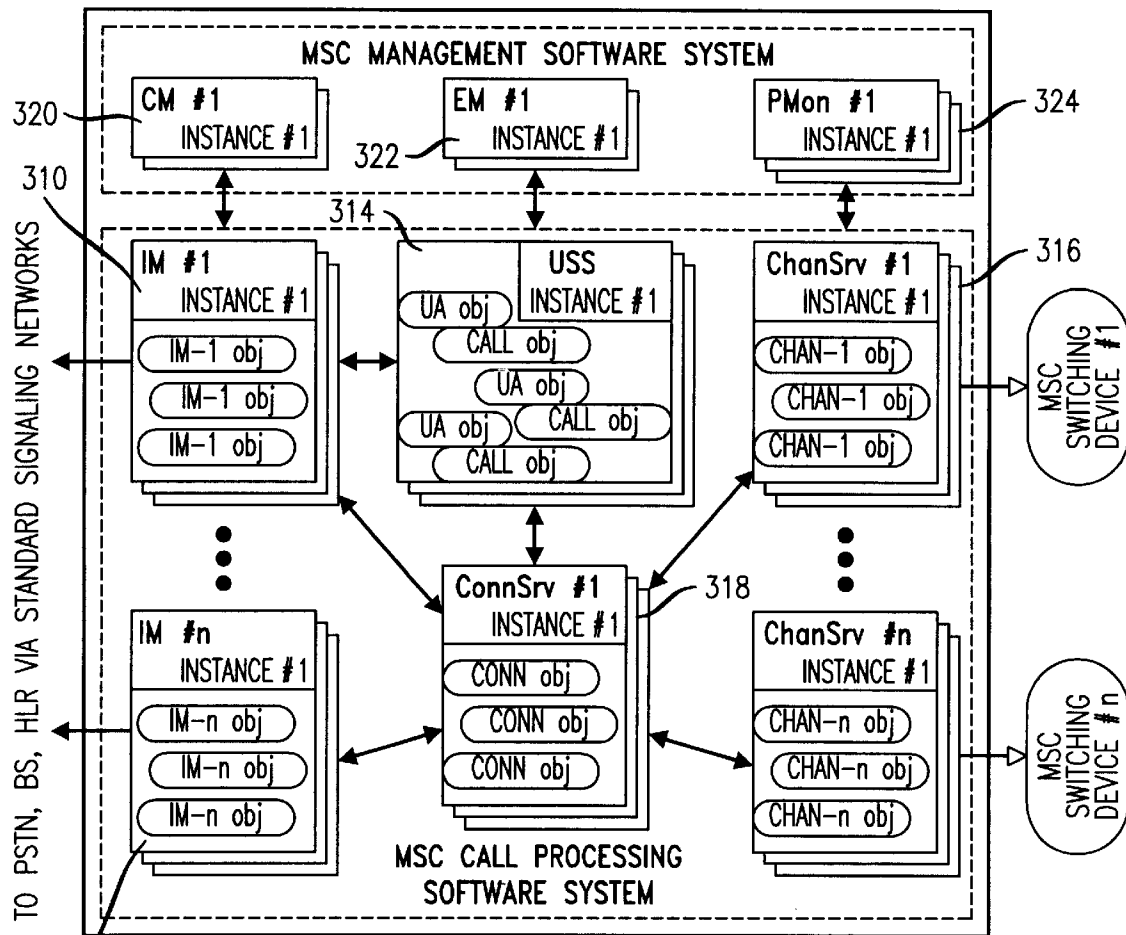 MSC MANAGEMENT SOFTWARE SYSTEM
CM #1
INSTANCE #1
EM #1
INSTANCE #1
PMon #1
INSTANCE #1
320
322
324
310
314
316
318
TO PSTN, BS, HLR VIA STANDARD SIGNALING NETWORKS
IM #1
INSTANCE #1
IM-1 obj
IM-1 obj
IM-1 obj
USS
INSTANCE #1
UA obj
CALL obj
UA obj
CALL obj
UA obj
CALL obj
ChanSrv #1
INSTANCE #1
CHAN-1 obj
CHAN-1 obj
CHAN-1 obj
MSC
SWITCHING
DEVICE #1
IM #n
INSTANCE #1
IM-n obj
IM-n obj
IM-n obj
ConnSrv #1
INSTANCE #1
CONN obj
CONN obj
CONN obj
ChanSrv #n
INSTANCE #1
CHAN-n obj
CHAN-n obj
CHAN-n obj
MSC
SWITCHING
DEVICE #n
MSC CALL PROCESSING
SOFTWARE SYSTEM